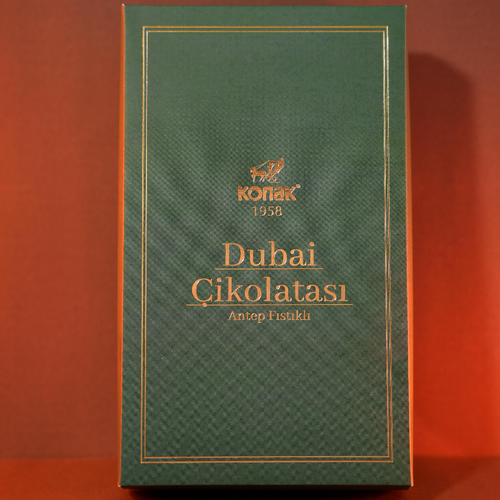 Konak
1958
Dubai
Çikolatası
Antep Fıstıklı